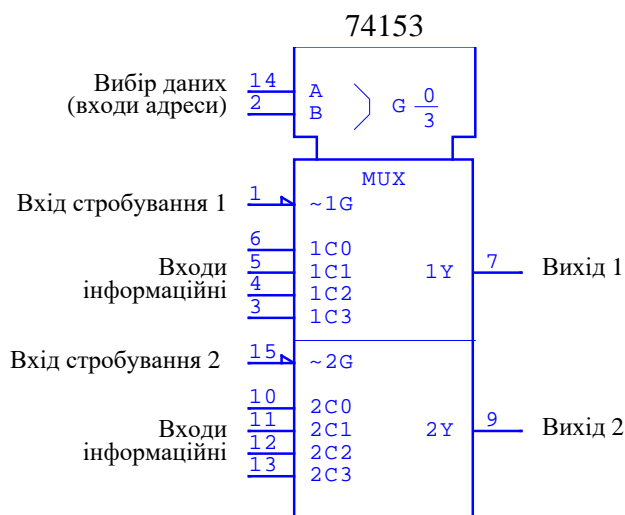 74153
Вибір даних
(входи адреси)
14
2
A
B
G 0
3
MUX
Вхід стробування 1
1
~1G
Входи
інформаційні
6
5
4
3
1C0
1C1
1C2
1C3
1Y
7
Вихід 1
Вхід стробування 2
15
~2G
Входи
інформаційні
10
11
12
13
2C0
2C1
2C2
2C3
2Y
9
Вихід 2